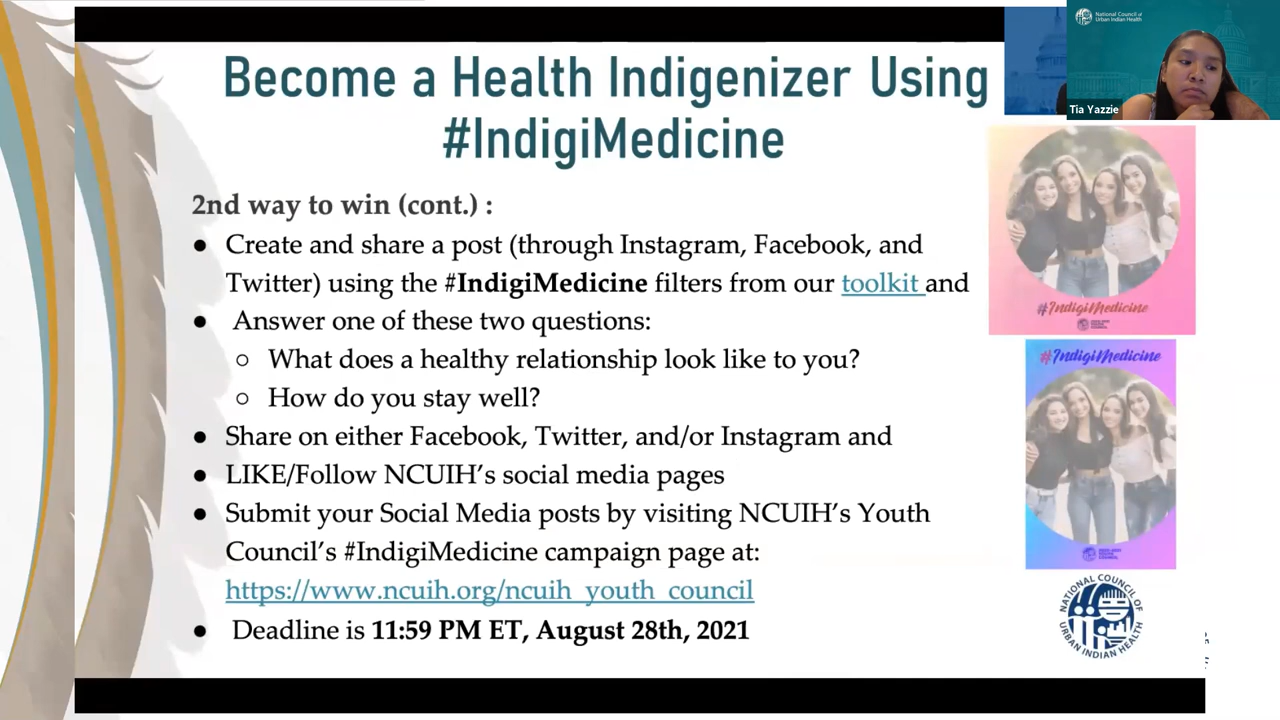 National Council of
Urban Indian Health
Tia Yazzie
Become a Health Indigenizer Using
#IndigiMedicine
2nd way to win (cont.) :
● Create and share a post (through Instagram, Facebook, and
Twitter) using the #IndigiMedicine filters from our toolkit and
● Answer one of these two questions:
○ What does a healthy relationship look like to you?
○ How do you stay well?
● Share on either Facebook, Twitter, and/or Instagram and
● LIKE/Follow NCUIH's social media pages
● Submit your Social Media posts by visiting NCUIH's Youth
Council's #IndigiMedicine campaign page at:
https://www.ncuih.org/ncuih_youth_council
● Deadline is 11:59 PM ET, August 28th, 2021
#IndigiMedicine
#IndigiMedicine
NATIONAL COUNCIL OF
URBAN INDIAN HEALTH